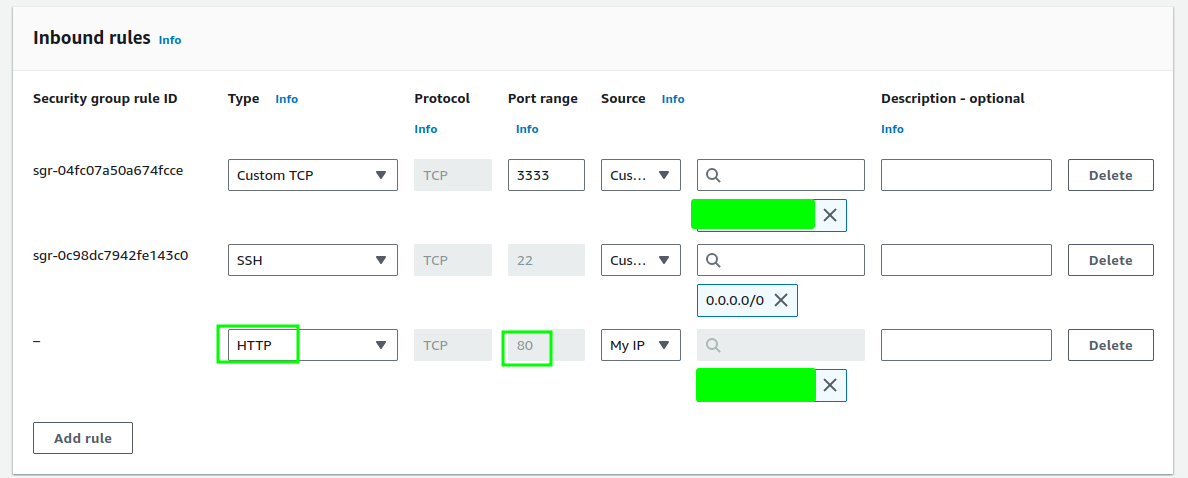 Inbound rules Info
Security group rule ID Type Info Protocol Port range Source Info Description - optional
Info Info Info
sgr-04fc07a50a674fcce Custom TCP TCP 3333 Cus... Delete
sgr-0c98dc7942fe143c0 SSH TCP 22 Cus... Delete
0.0.0.0/0
– HTTP TCP 80 My IP Delete
Add rule